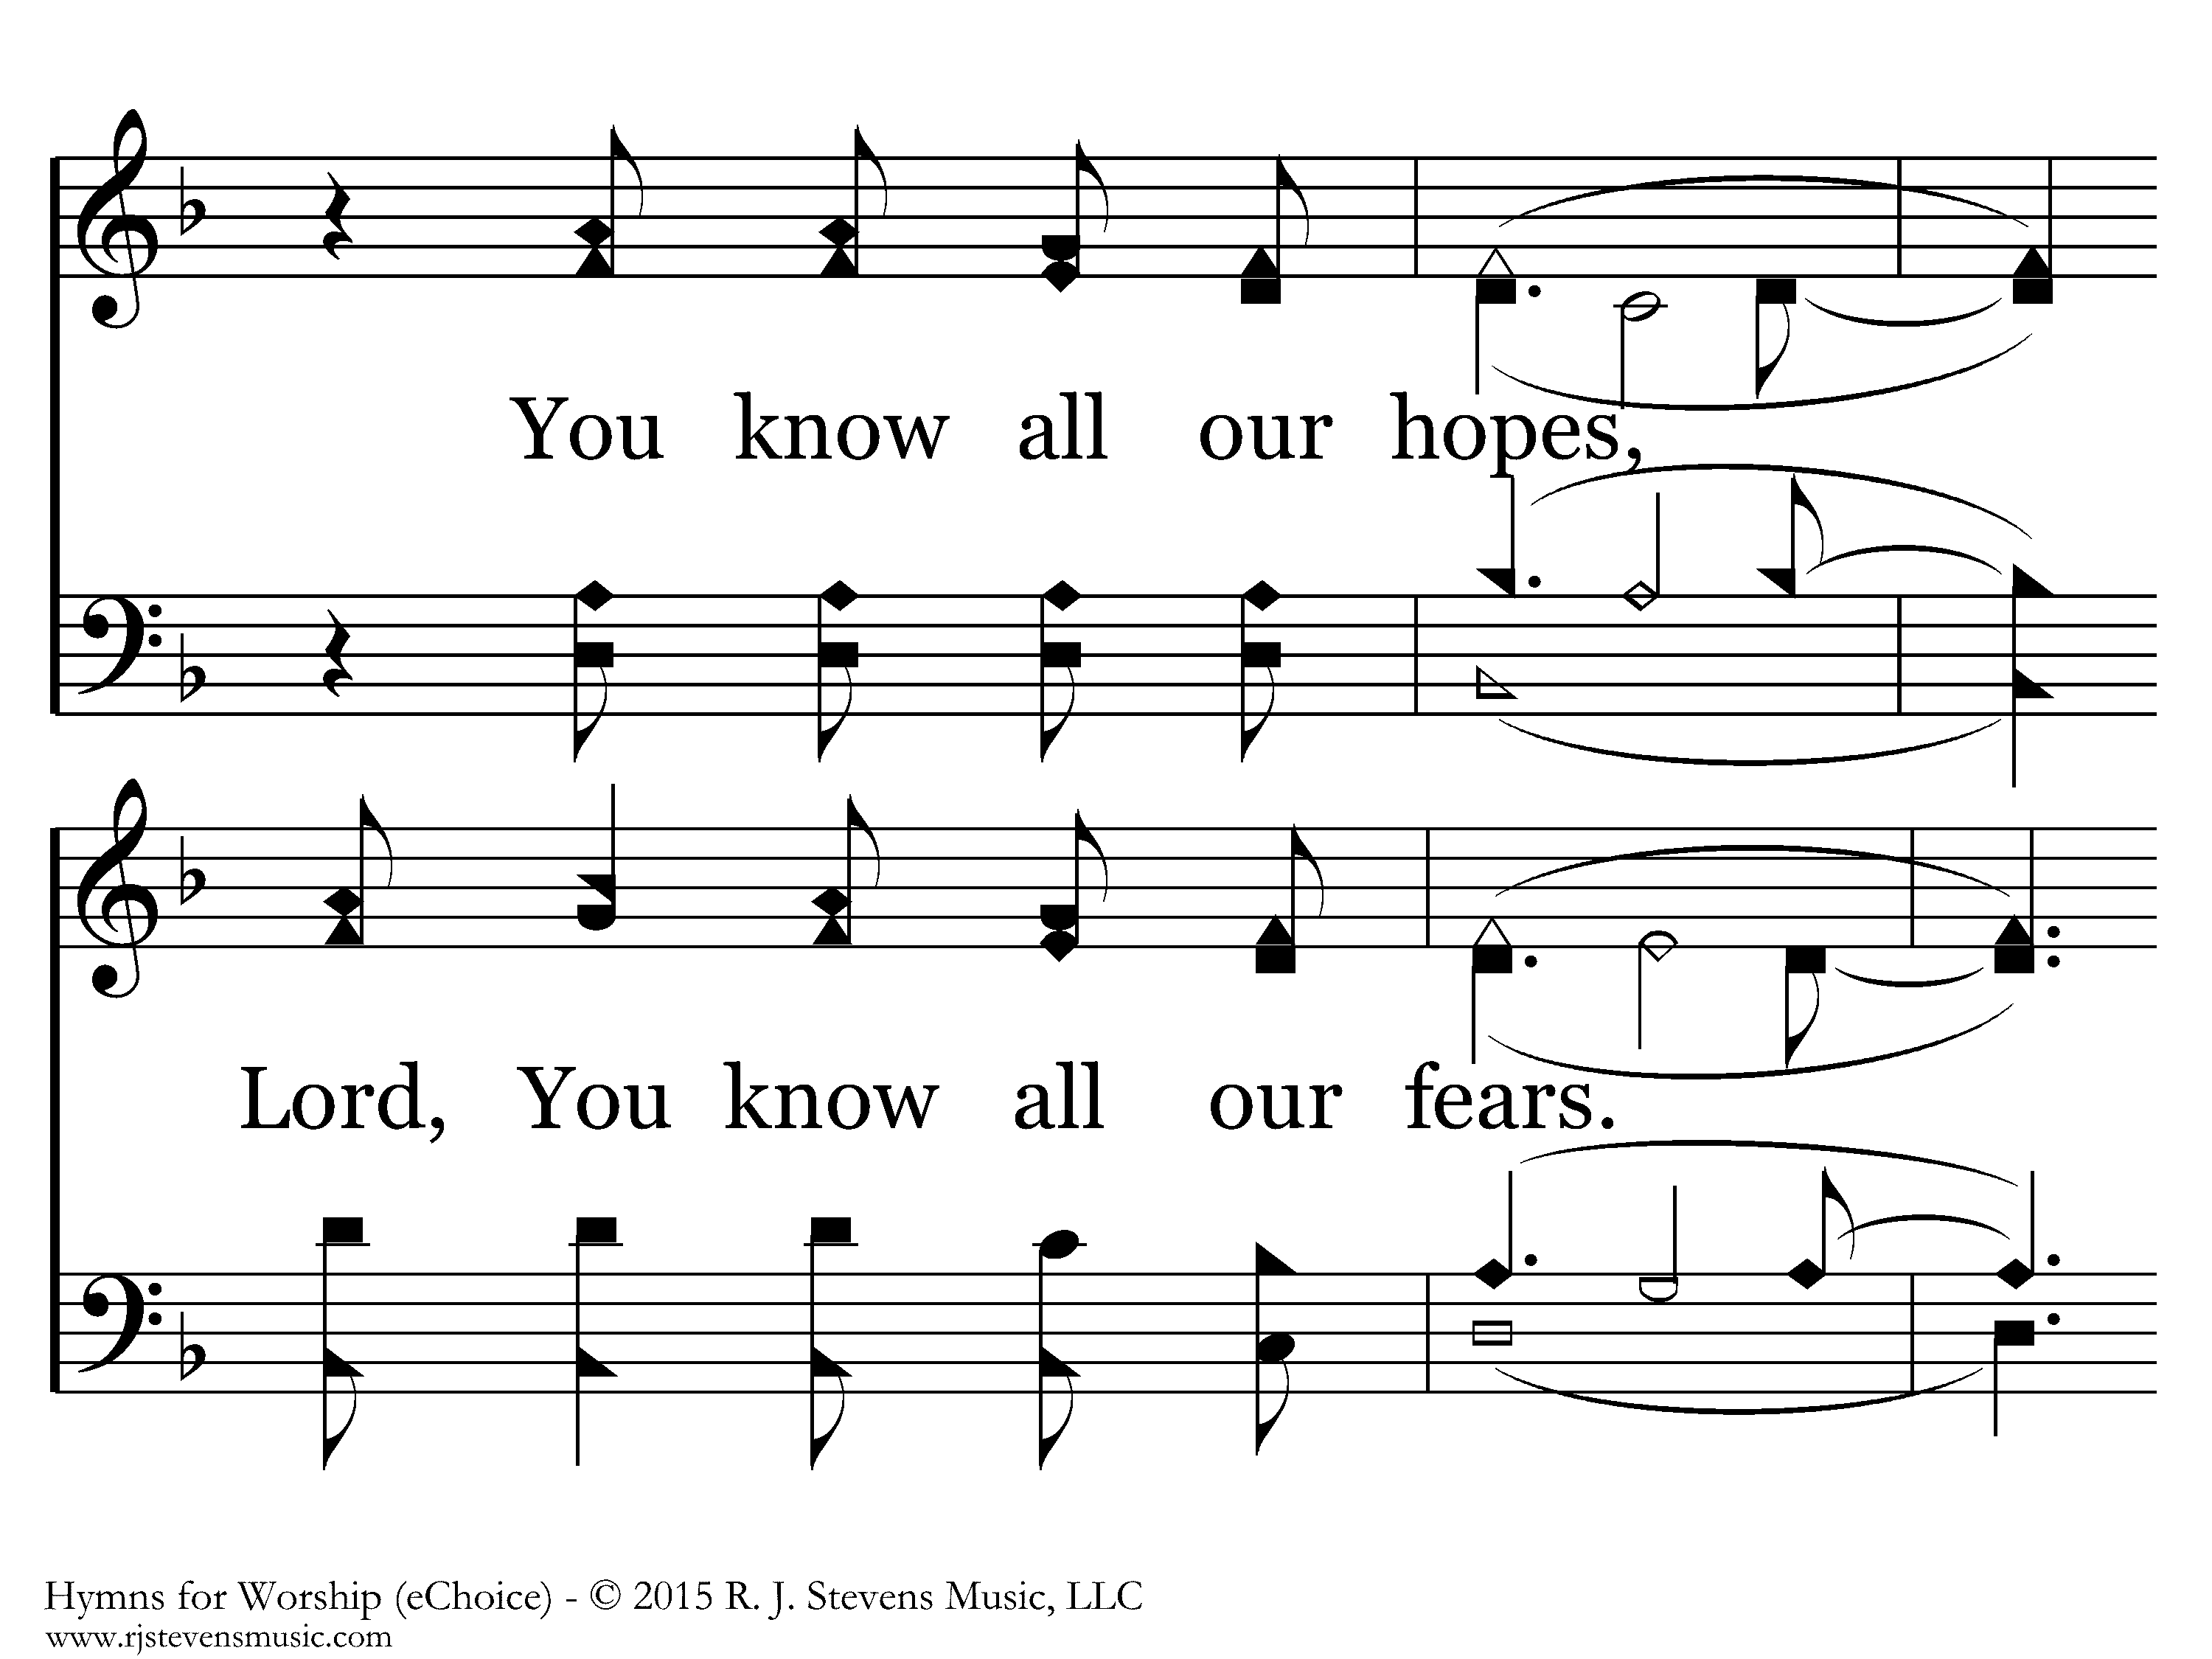 You know all our hopes,
Lord, You know all our fears.
Hymns for Worship (eChoice) - © 2015 R. J. Stevens Music, LLC
www.rjstevensmusic.com